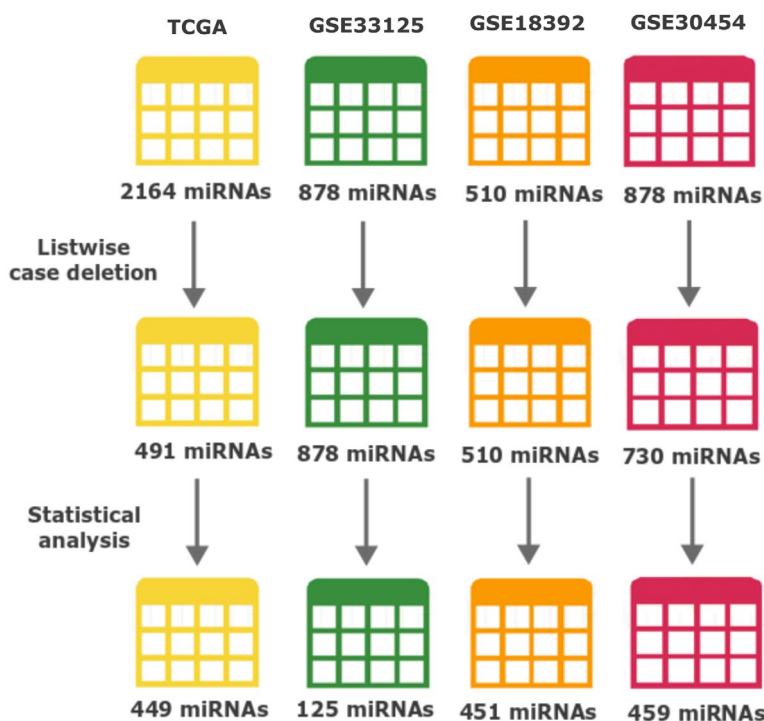 TCGA GSE33125 GSE18392 GSE30454
2164 miRNAs 878 miRNAs 510 miRNAs 878 miRNAs
Listwise
case deletion
491 miRNAs 878 miRNAs 510 miRNAs 730 miRNAs
Statistical
analysis
449 miRNAs 125 miRNAs 451 miRNAs 459 miRNAs